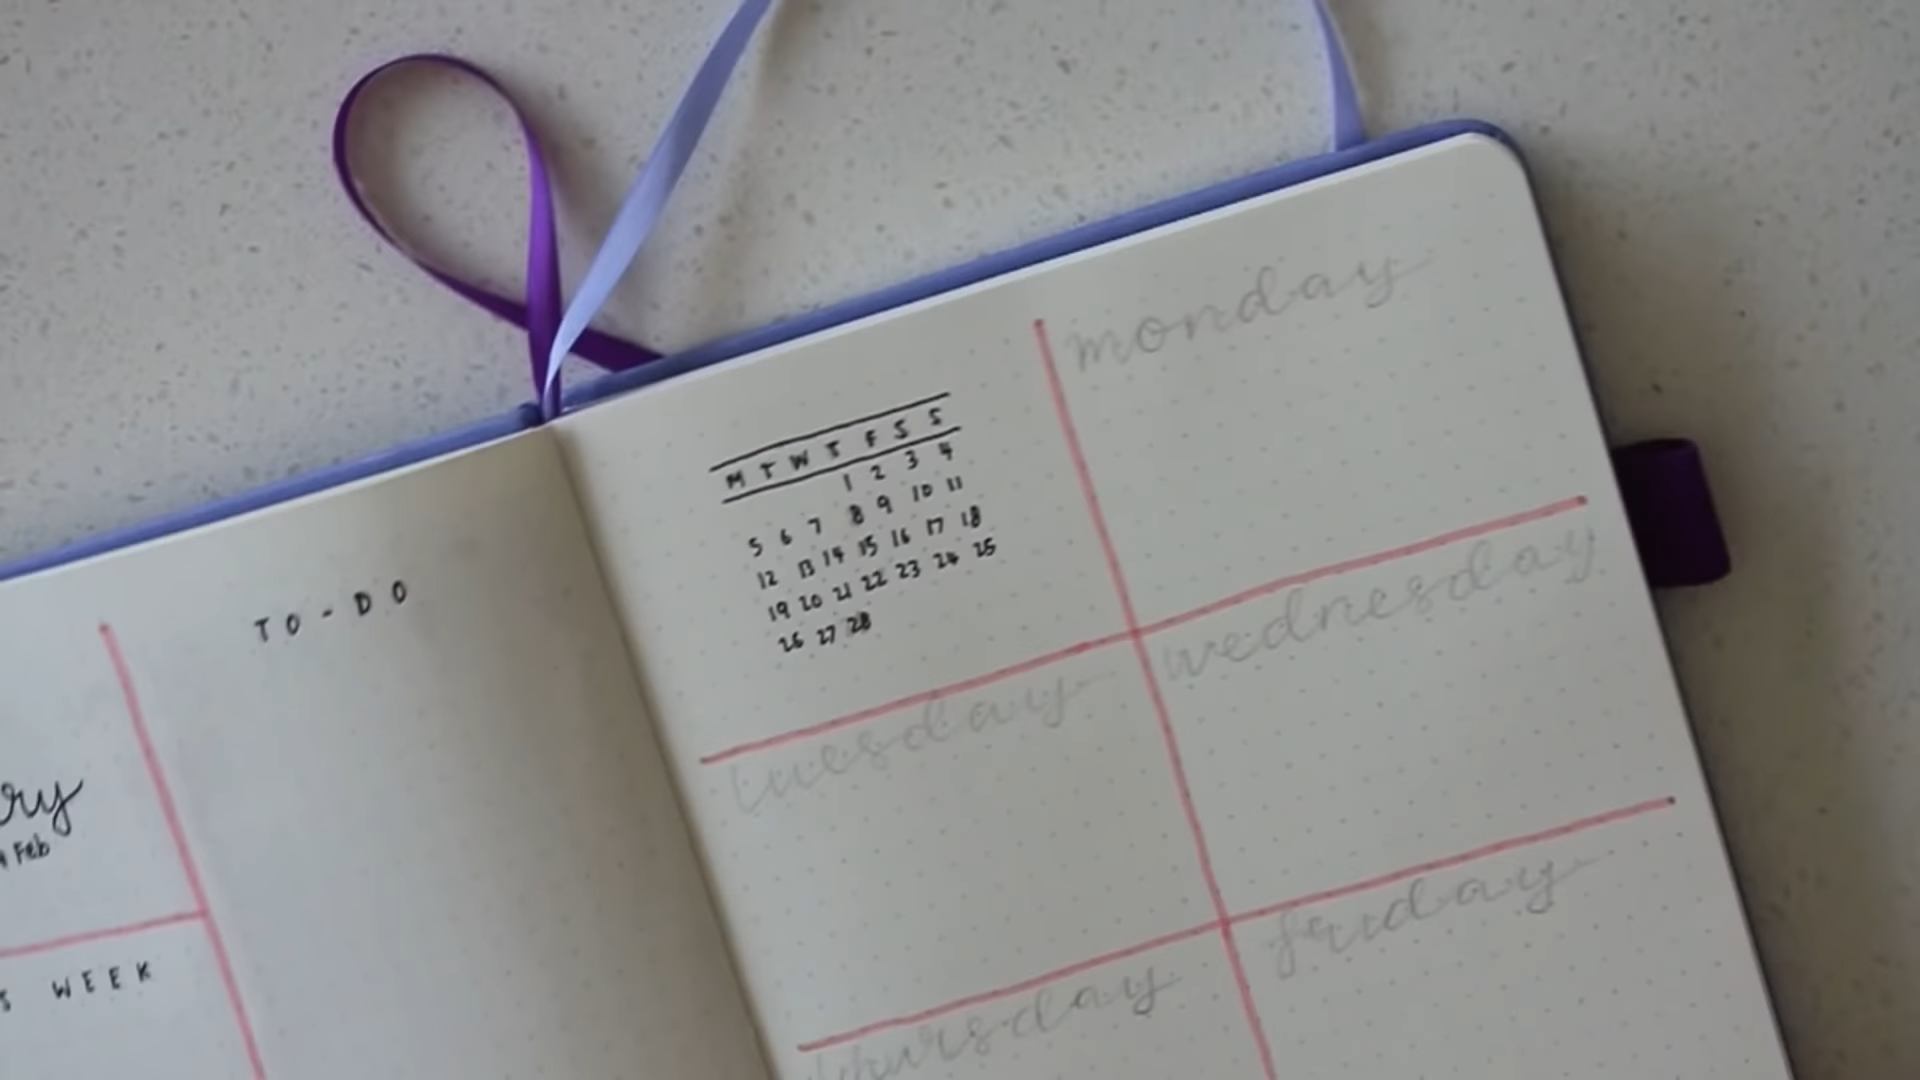 TO-DO
Feb
WEEK
M T W T F S S
1 2 3 4
5 6 7 8 9 10 11
12 13 14 15 16 17 18
19 20 21 22 23 24 25
26 27 28
monday
tuesday
wednesday
thursday
friday